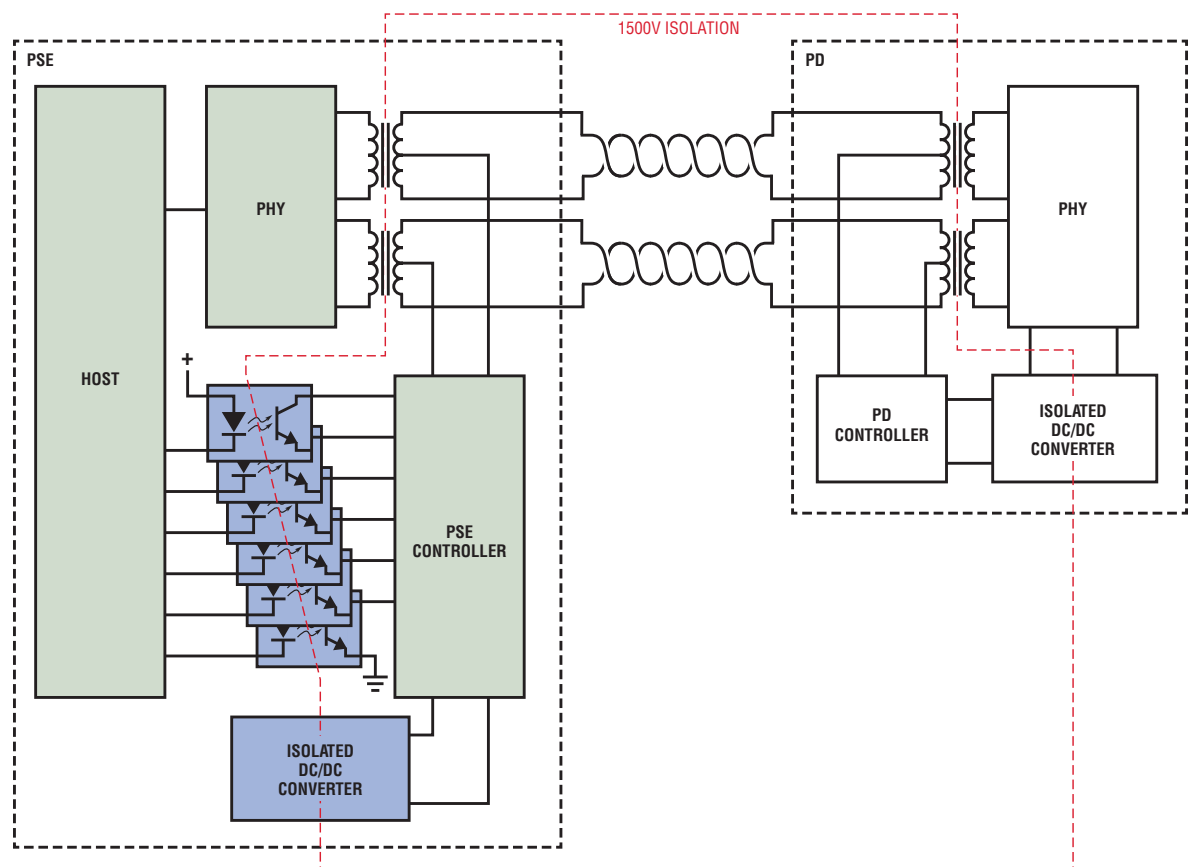 1500V ISOLATION
PSE
PD
HOST
PHY
PHY
+
PSE
CONTROLLER
PD
CONTROLLER
ISOLATED
DC/DC
CONVERTER
ISOLATED
DC/DC
CONVERTER